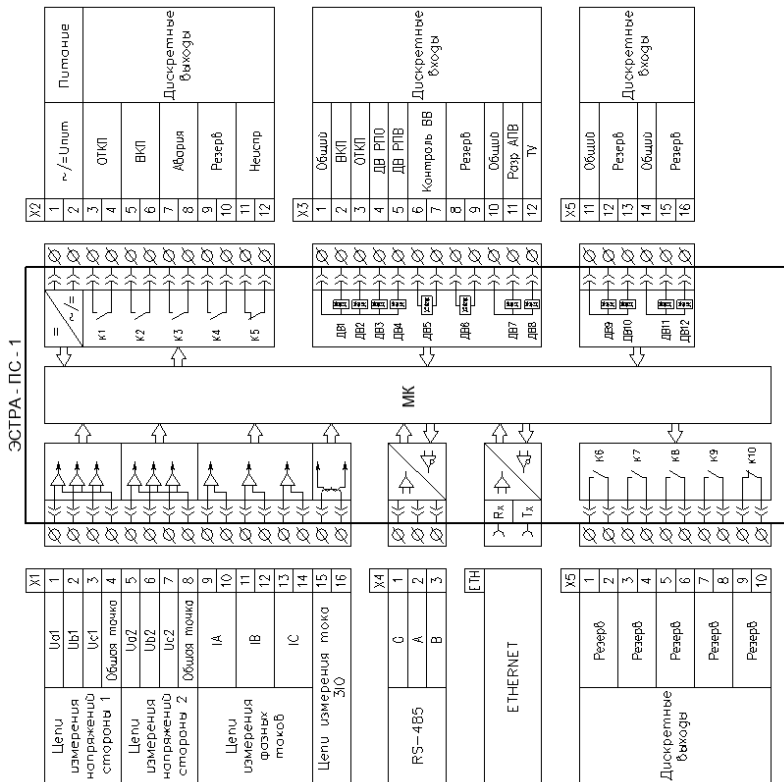 ЭСТРА - ПС - 1
МК
X2
1
2
3
4
5
6
7
8
9
10
11
12
~/=Uпит
ОТКЛ
ВКЛ
Авария
Резерв
Неиспр
Питание
Дискретные
выходы
=
~/=
К1
К2
К3
К4
К5
X3
1
2
3
4
5
6
7
8
9
10
11
12
Общий
ВКЛ
ОТКЛ
ДВ РПО
ДВ РПВ
Контроль ВВ
Резерв
Общий
Разр АПВ
ТУ
Дискретные
входы
ДВ1
ДВ2
ДВ3
ДВ4
ДВ5
ДВ6
ДВ7
ДВ8
X5
11
12
13
14
15
16
Общий
Резерв
Общий
Резерв
Дискретные
входы
ДВ9
ДВ10
ДВ11
ДВ12
X1
1
2
3
4
5
6
7
8
9
10
11
12
13
14
15
16
Ua1
Ub1
Uc1
Общая точка
Ua2
Ub2
Uc2
Общая точка
IA
IB
IC
Цепи
измерения
напряжений
стороны 1
Цепи
измерения
напряжений
стороны 2
Цепи
измерения
фазных
токов
Цепи измерения тока
3I0
X4
1
2
3
G
A
B
RS-485
ETH
ETHERNET
Rx
Tx
X5
1
2
3
4
5
6
7
8
9
10
Резерв
Резерв
Резерв
Резерв
Резерв
Дискретные
выходы
К6
К7
К8
К9
К10